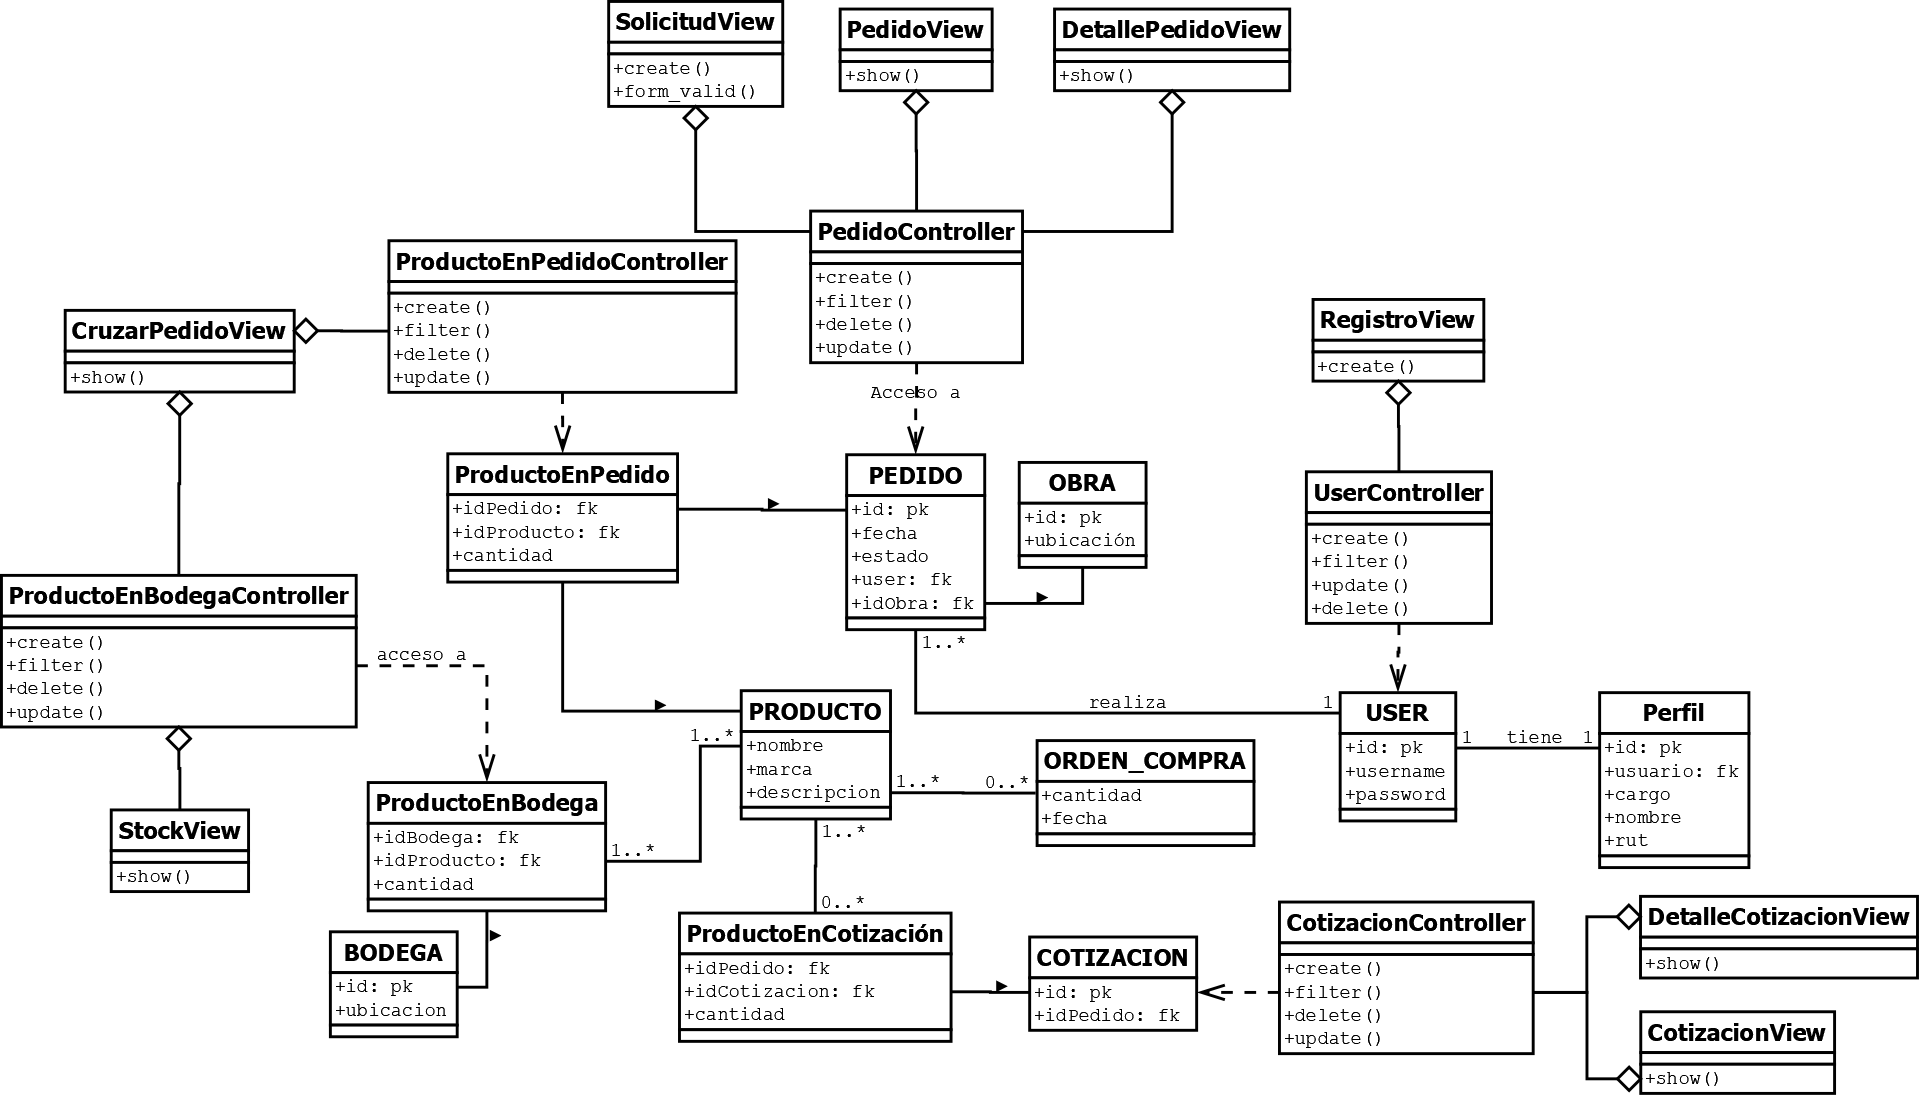 SolicitudView
+create()
+form_valid()
PedidoView
+show()
DetallePedidoView
+show()
PedidoController
+create()
+filter()
+delete()
+update()
ProductoEnPedidoController
+create()
+filter()
+delete()
+update()
CruzarPedidoView
+show()
RegistroView
+create()
Acceso a
ProductoEnPedido
+idPedido: fk
+idProducto: fk
+cantidad
PEDIDO
+id: pk
+fecha
+estado
+user: fk
+idObra: fk
OBRA
+id: pk
+ubicación
UserController
+create()
+filter()
+update()
+delete()
ProductoEnBodegaController
+create()
+filter()
+delete()
+update()
acceso a
1..*
realiza
1
PRODUCTO
+nombre
+marca
+descripcion
USER
+id: pk
+username
+password
1
tiene
1
Perfil
+id: pk
+usuario: fk
+cargo
+nombre
+rut
1..*
1..*
0..*
ORDEN_COMPRA
+cantidad
+fecha
StockView
+show()
ProductoEnBodega
+idBodega: fk
+idProducto: fk
+cantidad
1..*
1..*
0..*
BODEGA
+id: pk
+ubicacion
ProductoEnCotización
+idPedido: fk
+idCotizacion: fk
+cantidad
COTIZACION
+id: pk
+idPedido: fk
CotizacionController
+create()
+filter()
+delete()
+update()
DetalleCotizacionView
+show()
CotizacionView
+show()